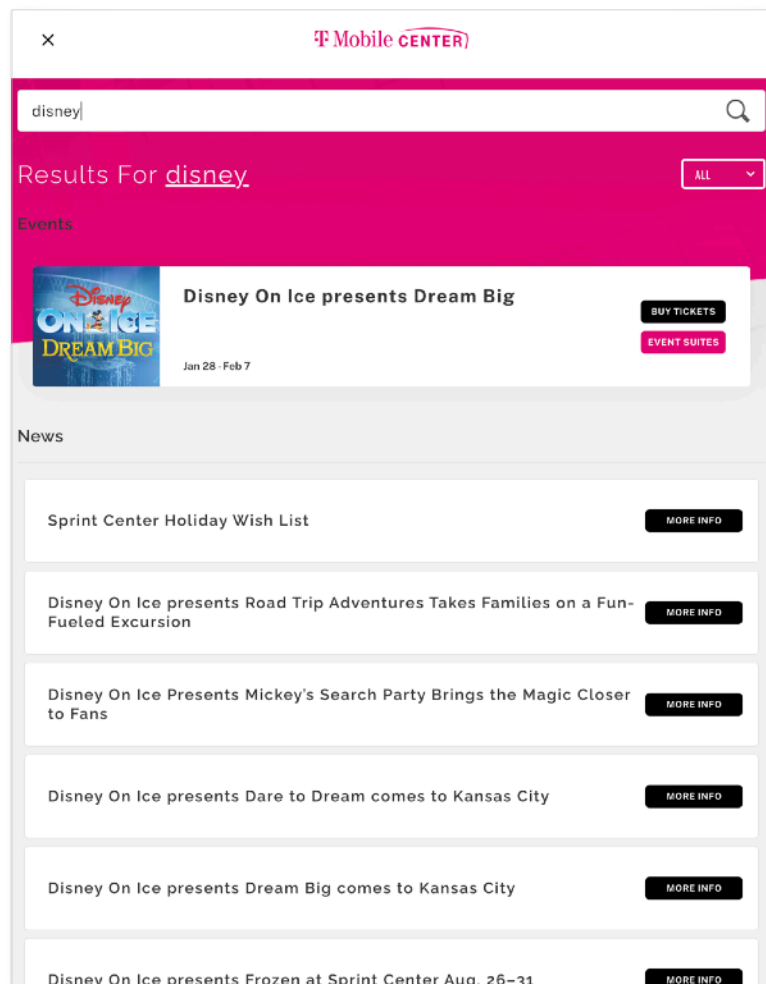 T Mobile CENTER
disney
Results For disney
ALL
Events
Disney
ON ICE
DREAM BIG
Disney On Ice presents Dream Big
Jan 28 - Feb 7
BUY TICKETS
EVENT SUITES
News
Sprint Center Holiday Wish List
MORE INFO
Disney On Ice presents Road Trip Adventures Takes Families on a Fun-
Fueled Excursion
MORE INFO
Disney On Ice Presents Mickey's Search Party Brings the Magic Closer
to Fans
MORE INFO
Disney On Ice presents Dare to Dream comes to Kansas City
MORE INFO
Disney On Ice presents Dream Big comes to Kansas City
MORE INFO
Disney On Ice presents Frozen at Sprint Center Aug. 26–31
MORE INFO